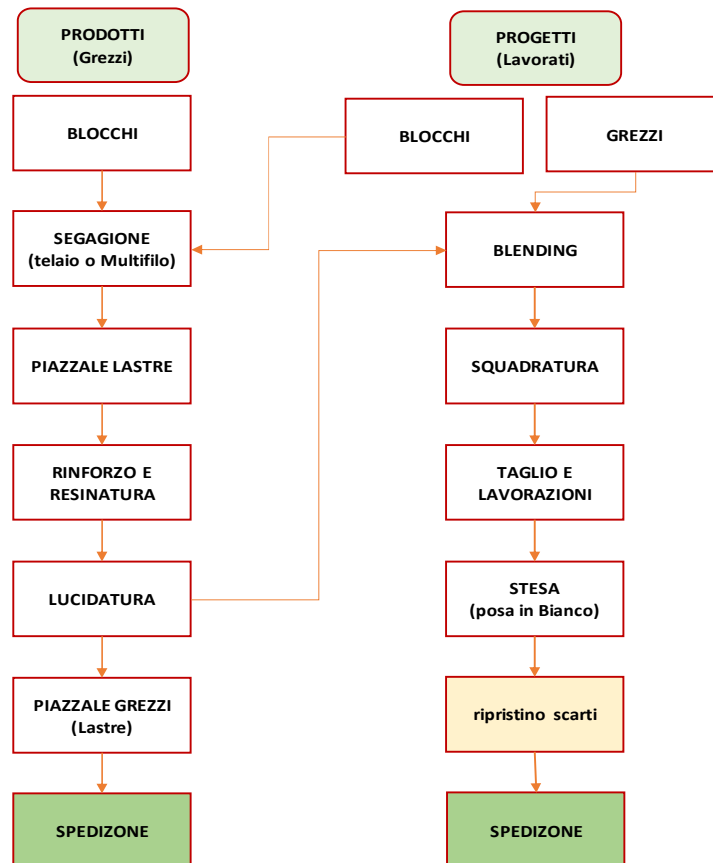 PRODOTTI
(Grezzi)
PROGETTI
(Lavorati)
BLOCCHI
BLOCCHI
GREZZI
SEGAGIONE
(telaio o Multifilo)
BLENDING
PIAZZALE LASTRE
SQUADRATURA
RINFORZO E
RESINATURA
TAGLIO E
LAVORAZIONI
LUCIDATURA
STESA
(posa in Bianco)
PIAZZALE GREZZI
(Lastre)
ripristino scarti
SPEDIZONE
SPEDIZONE